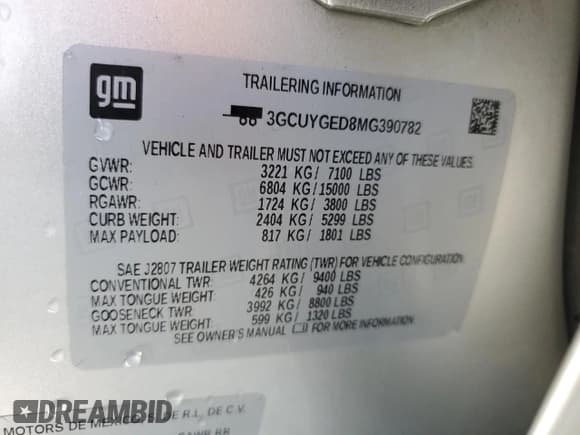 gm
TRAILERING INFORMATION
3GCUYGED8MG390782
VEHICLE AND TRAILER MUST NOT EXCEED ANY OF THESE VALUES
GVWR: 3221 KG/ 7100 LBS
GCWR: 6804 KG/15000 LBS
RGAWR: 1724 KG/ 3800 LBS
CURB WEIGHT: 2404 KG/ 5299 LBS
MAX PAYLOAD: 817 KG/ 1801 LBS
SAE J2807 TRAILER WEIGHT RATING (TWR) FOR VEHICLE CONFIGURATION.
CONVENTIONAL TWR: 4264 KG/ 9400 LBS
MAX TONGUE WEIGHT: 426 KG/ 940 LBS
GOOSENECK TWR: 3992 KG/ 8800 LBS
MAX TONGUE WEIGHT: 599 KG/ 1320 LBS
SEE OWNER'S MANUAL FOR MORE INFORMATION
DREAMBID
MOTORS DE MEXICO S DE R.L. DE C.V.
GAWR RR